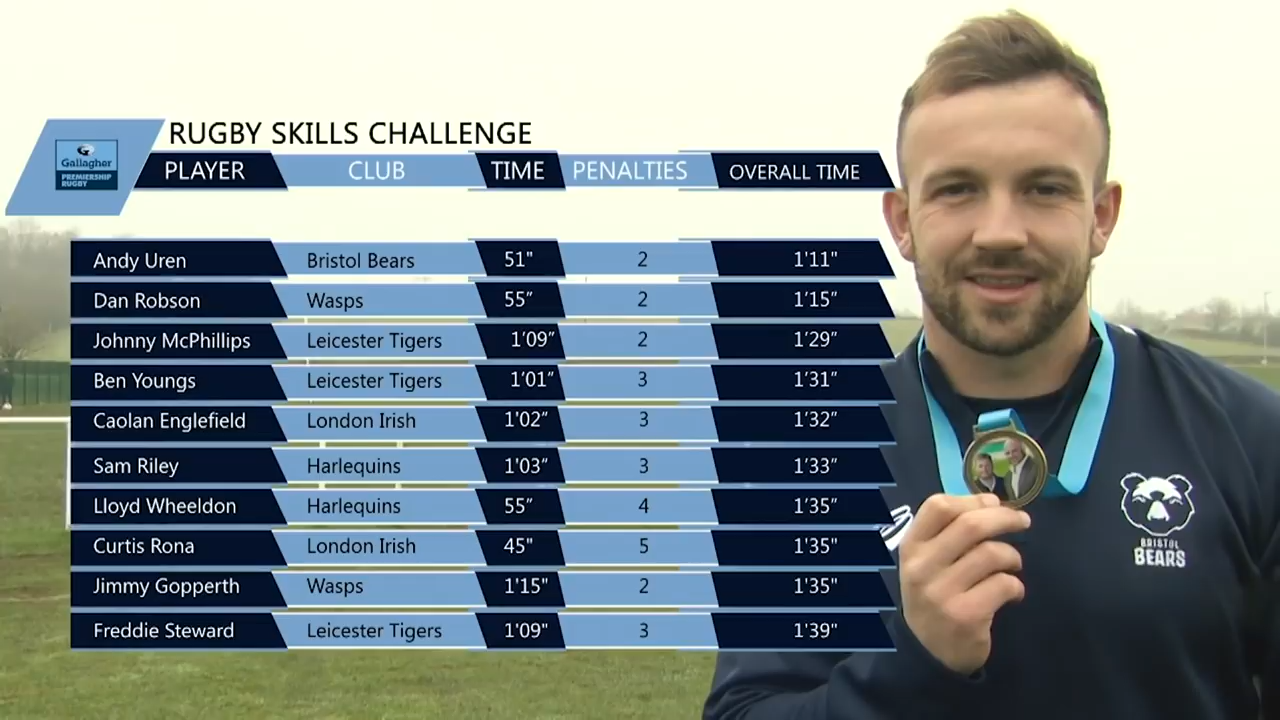 RUGBY SKILLS CHALLENGE
Gallagher
PREMIERSHIP
RUGBY
PLAYER CLUB TIME PENALTIES OVERALL TIME
Andy Uren Bristol Bears 51" 2 1'11"
Dan Robson Wasps 55” 2 1’15”
Johnny McPhillips Leicester Tigers 1’09” 2 1’29”
Ben Youngs Leicester Tigers 1’01” 3 1’31”
Caolan Englefield London Irish 1'02” 3 1’32”
Sam Riley Harlequins 1'03” 3 1’33”
Lloyd Wheeldon Harlequins 55” 4 1’35”
Curtis Rona London Irish 45" 5 1'35"
Jimmy Gopperth Wasps 1'15" 2 1'35"
Freddie Steward Leicester Tigers 1'09" 3 1'39"
BRISTOL
BEARS